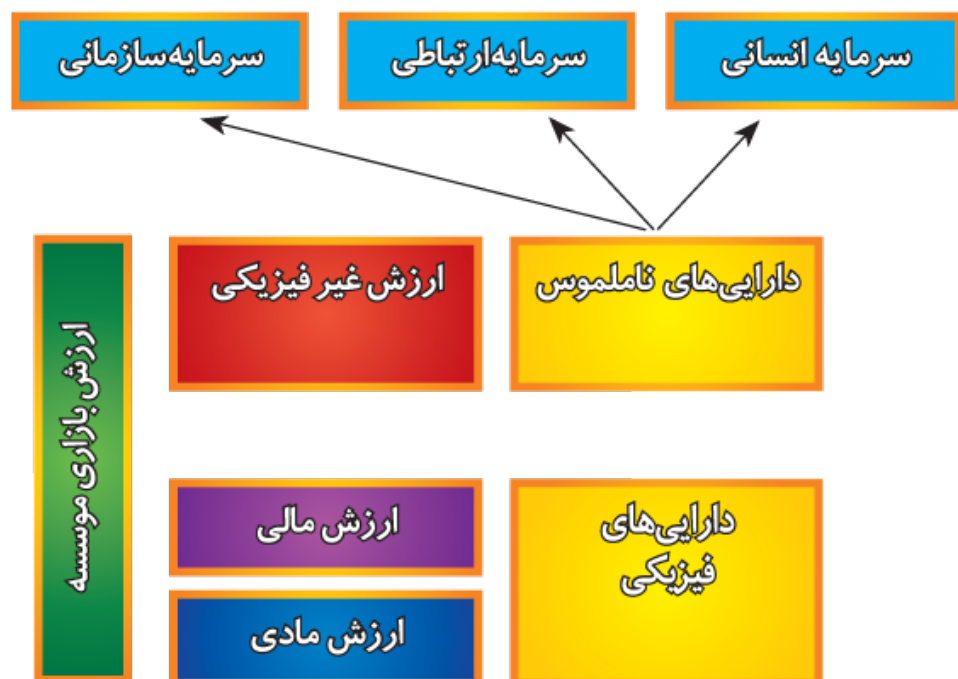 سرمایه انسانی
سرمایه‌ارتباطی
سرمایه‌سازمانی
دارایی‌های ناملموس
ارزش غیر فیزیکی
ارزش بازاری موسسه
دارایی‌های
فیزیکی
ارزش مالی
ارزش مادی